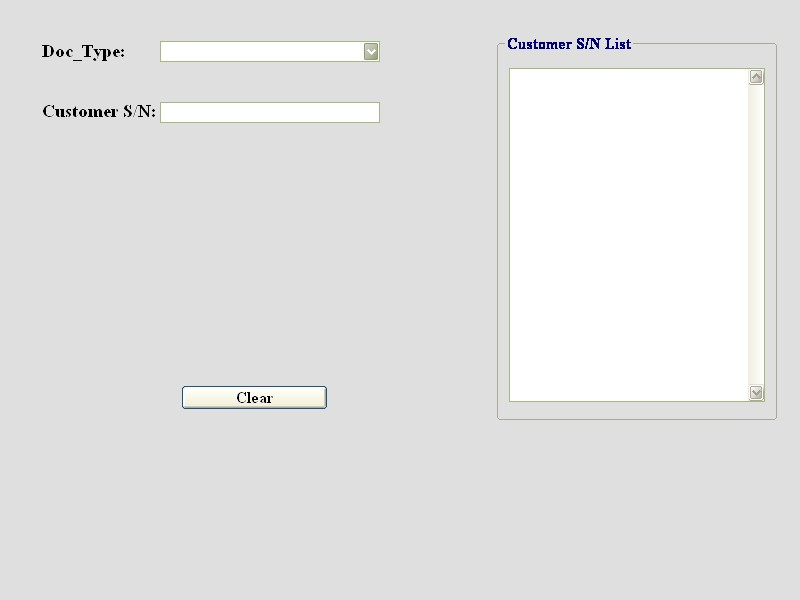 Doc_Type:
Customer S/N:
Clear
Customer S/N List